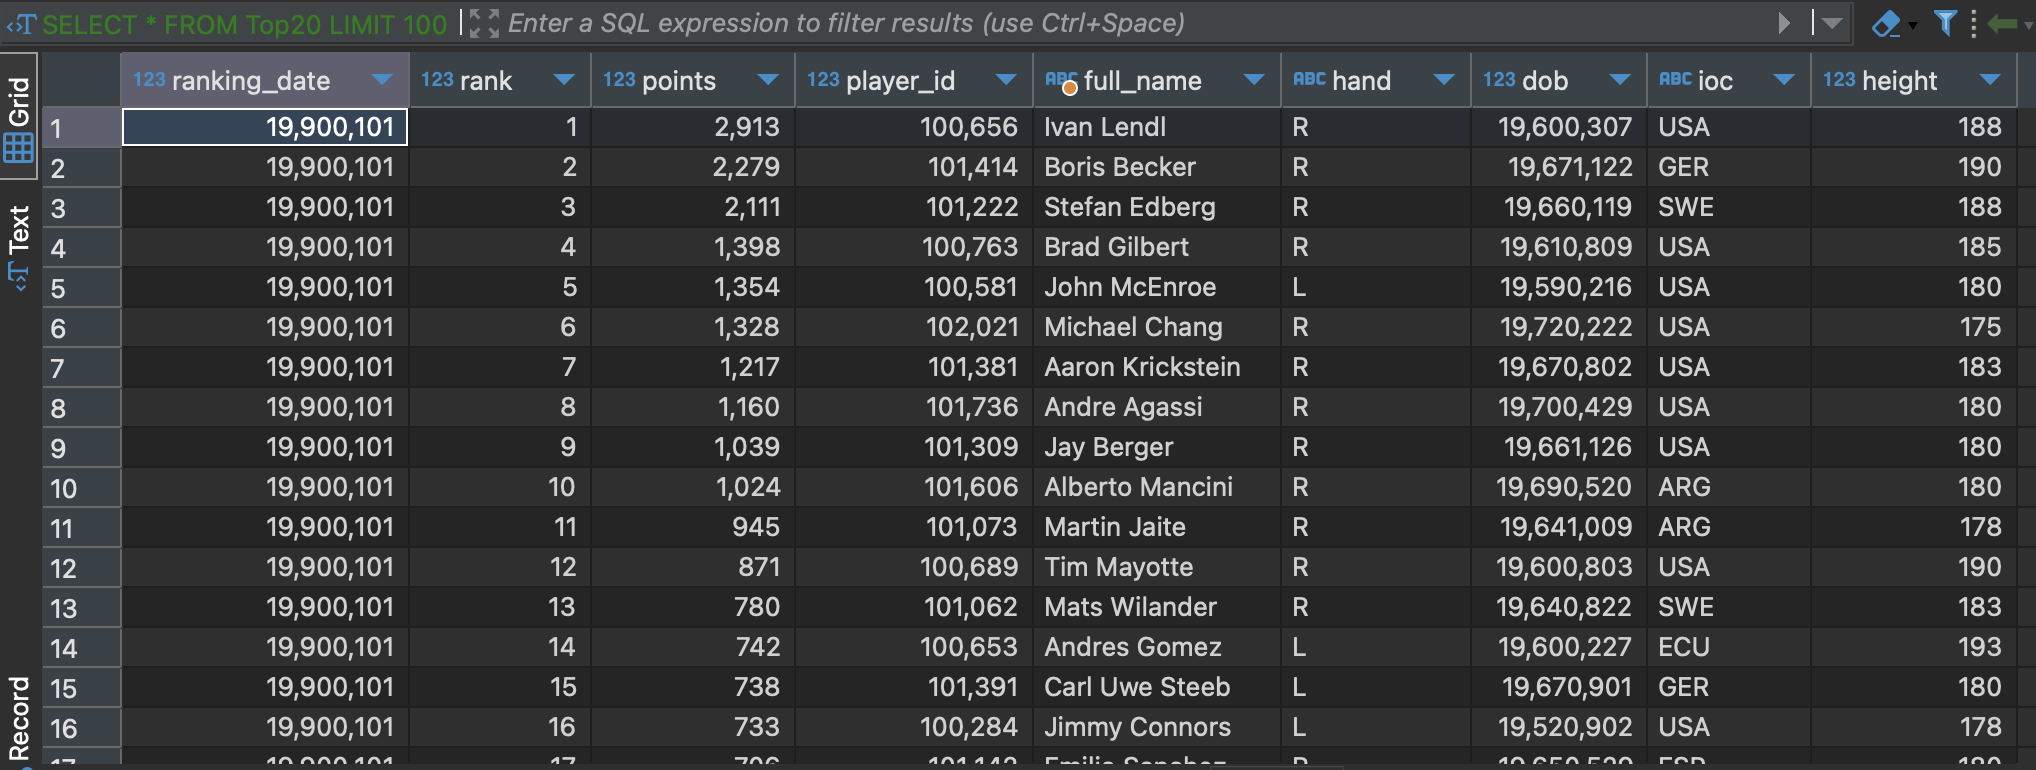 SELECT * FROM Top20 LIMIT 100 Enter a SQL expression to filter results (use Ctrl+Space)
Grid
Text
Record
123 ranking_date 123 rank 123 points 123 player_id ABC full_name ABC hand 123 dob ABC ioc 123 height
1 19,900,101 1 2,913 100,656 Ivan Lendl R 19,600,307 USA 188
2 19,900,101 2 2,279 101,414 Boris Becker R 19,671,122 GER 190
3 19,900,101 3 2,111 101,222 Stefan Edberg R 19,660,119 SWE 188
4 19,900,101 4 1,398 100,763 Brad Gilbert R 19,610,809 USA 185
5 19,900,101 5 1,354 100,581 John McEnroe L 19,590,216 USA 180
6 19,900,101 6 1,328 102,021 Michael Chang R 19,720,222 USA 175
7 19,900,101 7 1,217 101,381 Aaron Krickstein R 19,670,802 USA 183
8 19,900,101 8 1,160 101,736 Andre Agassi R 19,700,429 USA 180
9 19,900,101 9 1,039 101,309 Jay Berger R 19,661,126 USA 180
10 19,900,101 10 1,024 101,606 Alberto Mancini R 19,690,520 ARG 180
11 19,900,101 11 945 101,073 Martin Jaite R 19,641,009 ARG 178
12 19,900,101 12 871 100,689 Tim Mayotte R 19,600,803 USA 190
13 19,900,101 13 780 101,062 Mats Wilander R 19,640,822 SWE 183
14 19,900,101 14 742 100,653 Andres Gomez L 19,600,227 ECU 193
15 19,900,101 15 738 101,391 Carl Uwe Steeb L 19,670,901 GER 180
16 19,900,101 16 733 100,284 Jimmy Connors L 19,520,902 USA 178